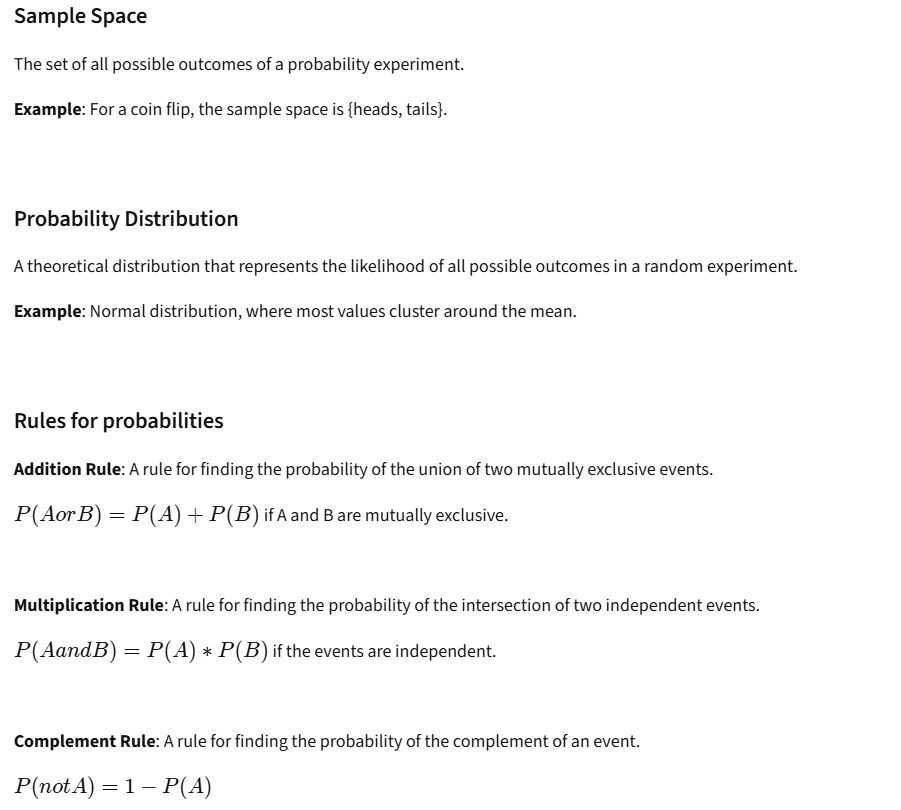 Sample Space
The set of all possible outcomes of a probability experiment.
Example: For a coin flip, the sample space is {heads, tails}.
Probability Distribution
A theoretical distribution that represents the likelihood of all possible outcomes in a random experiment.
Example: Normal distribution, where most values cluster around the mean.
Rules for probabilities
Addition Rule: A rule for finding the probability of the union of two mutually exclusive events.
P(AorB) = P(A) + P(B) if A and B are mutually exclusive.
Multiplication Rule: A rule for finding the probability of the intersection of two independent events.
P(AandB) = P(A) ∗ P(B) if the events are independent.
Complement Rule: A rule for finding the probability of the complement of an event.
P(notA) = 1 − P(A)